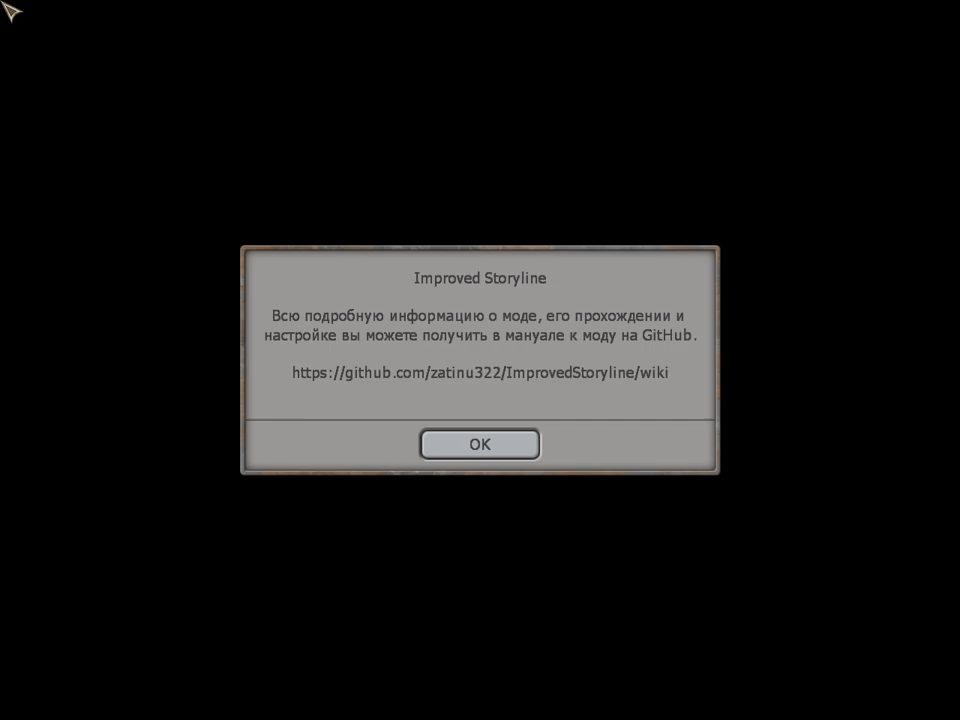 Improved Storyline
Всю подробную информацию о моде, его прохождении и
настройке вы можете получить в мануале к моду на GitHub.
https://github.com/zatinu322/ImprovedStoryline/wiki
OK